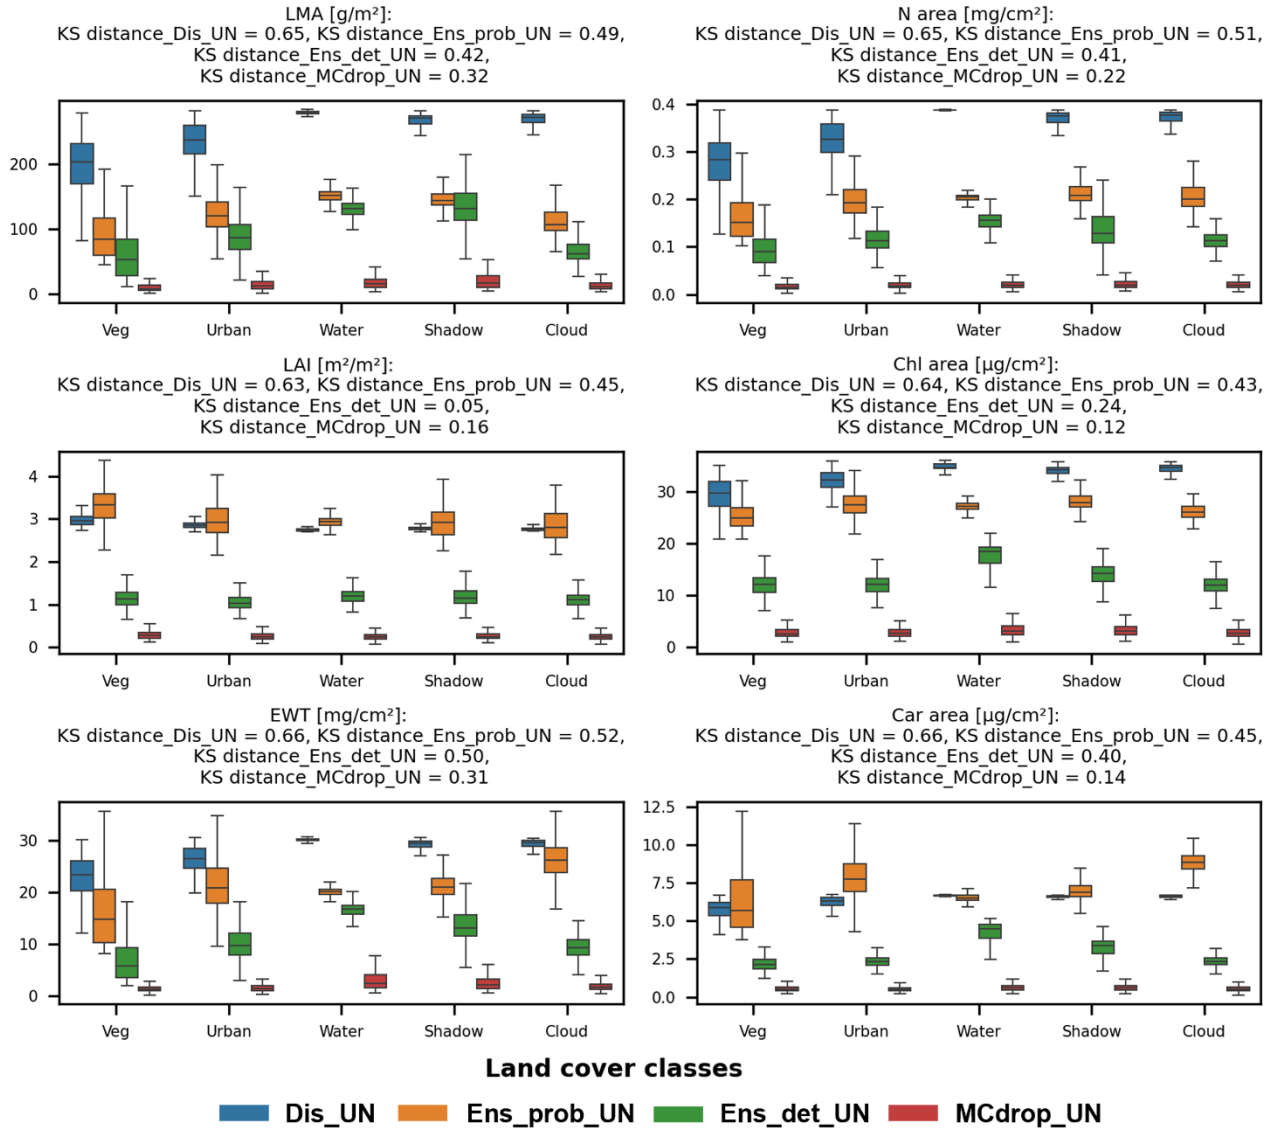 LMA [g/m²]:
KS distance_Dis_UN = 0.65, KS distance_Ens_prob_UN = 0.49,
KS distance_Ens_det_UN = 0.42,
KS distance_MCdrop_UN = 0.32
200
100
0
Veg Urban Water Shadow Cloud
N area [mg/cm²]:
KS distance_Dis_UN = 0.65, KS distance_Ens_prob_UN = 0.51,
KS distance_Ens_det_UN = 0.41,
KS distance_MCdrop_UN = 0.22
0.4
0.3
0.2
0.1
0.0
Veg Urban Water Shadow Cloud
LAI [m²/m²]:
KS distance_Dis_UN = 0.63, KS distance_Ens_prob_UN = 0.45,
KS distance_Ens_det_UN = 0.05,
KS distance_MCdrop_UN = 0.16
4
3
2
1
0
Veg Urban Water Shadow Cloud
Chl area [µg/cm²]:
KS distance_Dis_UN = 0.64, KS distance_Ens_prob_UN = 0.43,
KS distance_Ens_det_UN = 0.24,
KS distance_MCdrop_UN = 0.12
30
20
10
0
Veg Urban Water Shadow Cloud
EWT [mg/cm²]:
KS distance_Dis_UN = 0.66, KS distance_Ens_prob_UN = 0.52,
KS distance_Ens_det_UN = 0.50,
KS distance_MCdrop_UN = 0.31
30
20
10
0
Veg Urban Water Shadow Cloud
Car area [µg/cm²]:
KS distance_Dis_UN = 0.66, KS distance_Ens_prob_UN = 0.45,
KS distance_Ens_det_UN = 0.40,
KS distance_MCdrop_UN = 0.14
12.5
10.0
7.5
5.0
2.5
0.0
Veg Urban Water Shadow Cloud
Land cover classes
Dis_UN Ens_prob_UN Ens_det_UN MCdrop_UN